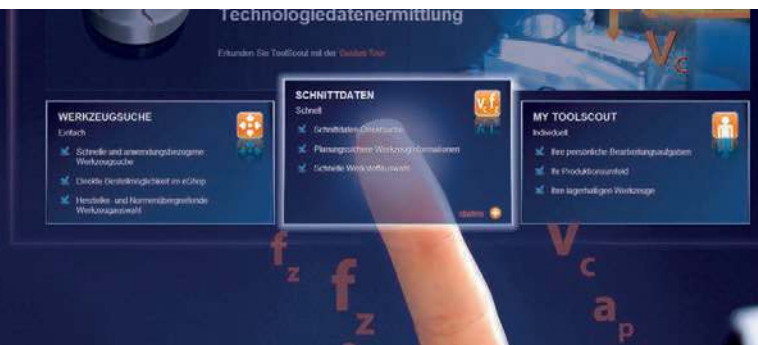 Technologiedatenermittlung
Erkunden Sie ToolScout mit der Guided Tour
Vc
WERKZEUGSUCHE
Einfach
Schnelle und anwendungsbezogene
Werkzeugsuche
Direkte Bestellmöglichkeit im eShop
Hersteller- und Normenübergreifende
Werkzeugauswahl
SCHNITTDATEN
Schnell
Schnittdaten Direktsuche
Planungssichere Werkzeuginformationen
Schnelle Werkstoffauswahl
starten
MY TOOLSCOUT
Individuell
Ihre persönliche Bearbeitungsaufgaben
Ihr Produktionsumfeld
Ihre lagerhaltigen Werkzeuge
fz
fz
Vc
ap